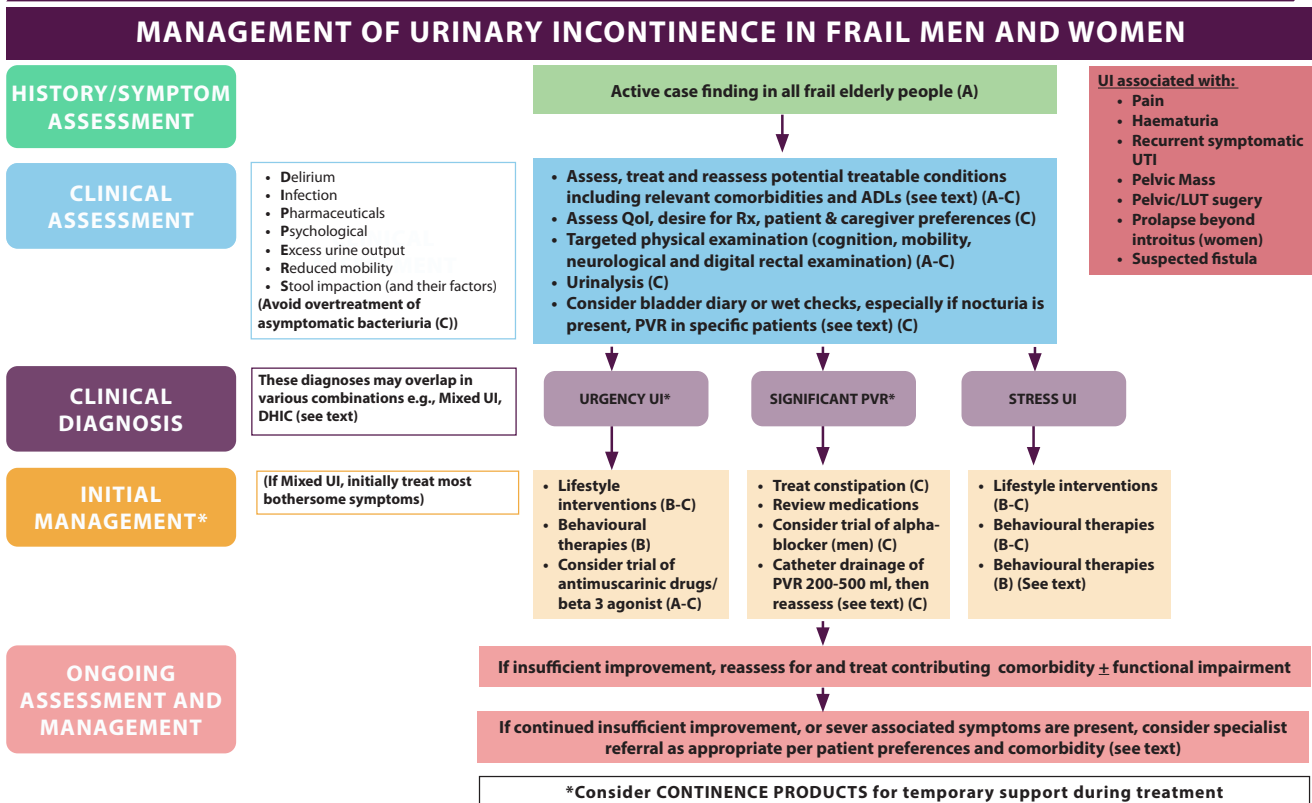 MANAGEMENT OF URINARY INCONTINENCE IN FRAIL MEN AND WOMEN
HISTORY/SYMPTOM
ASSESSMENT
Active case finding in all frail elderly people (A)
UI associated with:
• Pain
• Haematuria
• Recurrent symptomatic
UTI
• Pelvic Mass
• Pelvic/LUT sugery
• Prolapse beyond
introitus (women)
• Suspected fistula
CLINICAL
ASSESSMENT
• Delirium
• Infection
• Pharmaceuticals
• Psychological
• Excess urine output
• Reduced mobility
• Stool impaction (and their factors)
(Avoid overtreatment of
asymptomatic bacteriuria (C))
• Assess, treat and reassess potential treatable conditions
including relevant comorbidities and ADLs (see text) (A-C)
• Assess QoI, desire for Rx, patient & caregiver preferences (C)
• Targeted physical examination (cognition, mobility,
neurological and digital rectal examination) (A-C)
• Urinalysis (C)
• Consider bladder diary or wet checks, especially if nocturia is
present, PVR in specific patients (see text) (C)
CLINICAL
DIAGNOSIS
These diagnoses may overlap in
various combinations e.g., Mixed UI,
DHIC (see text)
URGENCY UI*
SIGNIFICANT PVR*
STRESS UI
INITIAL
MANAGEMENT*
(If Mixed UI, initially treat most
bothersome symptoms)
• Lifestyle
interventions (B-C)
• Behavioural
therapies (B)
• Consider trial of
antimuscarinic drugs/
beta 3 agonist (A-C)
• Treat constipation (C)
• Review medications
• Consider trial of alpha-
blocker (men) (C)
• Catheter drainage of
PVR 200-500 ml, then
reassess (see text) (C)
• Lifestyle interventions
(B-C)
• Behavioural therapies
(B-C)
• Behavioural therapies
(B) (See text)
ONGOING
ASSESSMENT AND
MANAGEMENT
If insufficient improvement, reassess for and treat contributing comorbidity ± functional impairment
If continued insufficient improvement, or sever associated symptoms are present, consider specialist
referral as appropriate per patient preferences and comorbidity (see text)
*Consider CONTINENCE PRODUCTS for temporary support during treatment